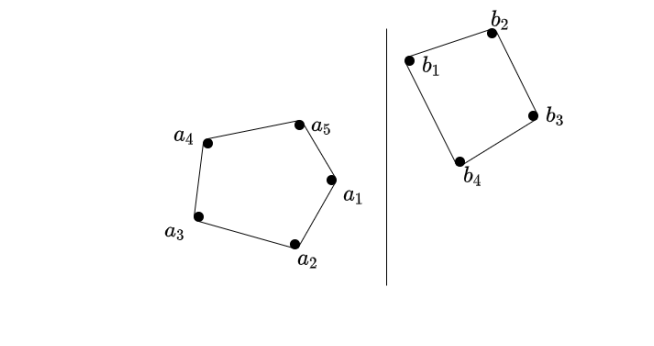 b₂
b₁
b₃
a₅
a₄
b₄
a₁
a₃
a₂